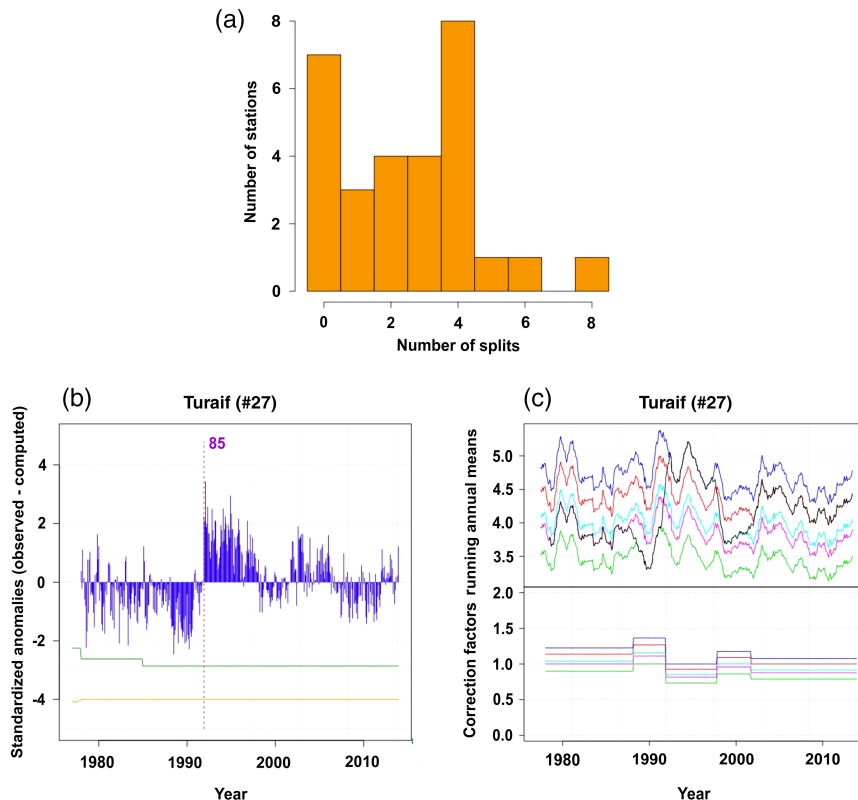 (a)
8
6
4
2
0
Number of stations
0 2 4 6 8
Number of splits
(b)
Turaif (#27)
85
4
2
0
-2
-4
Standardized anomalies (observed - computed)
1980 1990 2000 2010
Year
(c)
Turaif (#27)
5.0
4.5
4.0
3.5
2.0
1.5
1.0
0.5
0.0
Correction factors running annual means
1980 1990 2000 2010
Year